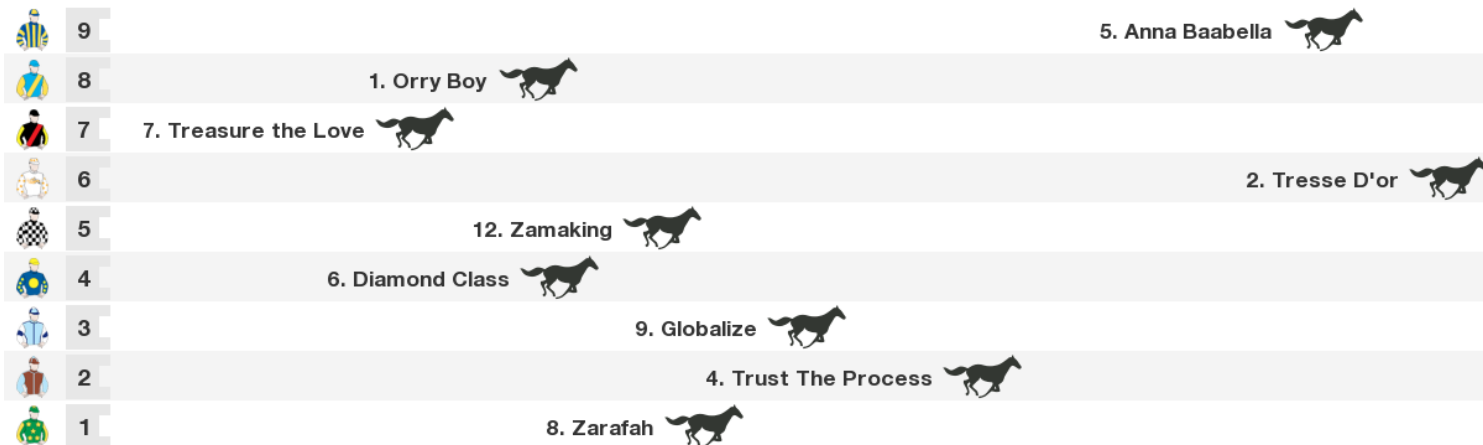 9 5. Anna Baabella
8 1. Orry Boy
7 7. Treasure the Love
6 2. Tresse D'or
5 12. Zamaking
4 6. Diamond Class
3 9. Globalize
2 4. Trust The Process
1 8. Zarafah